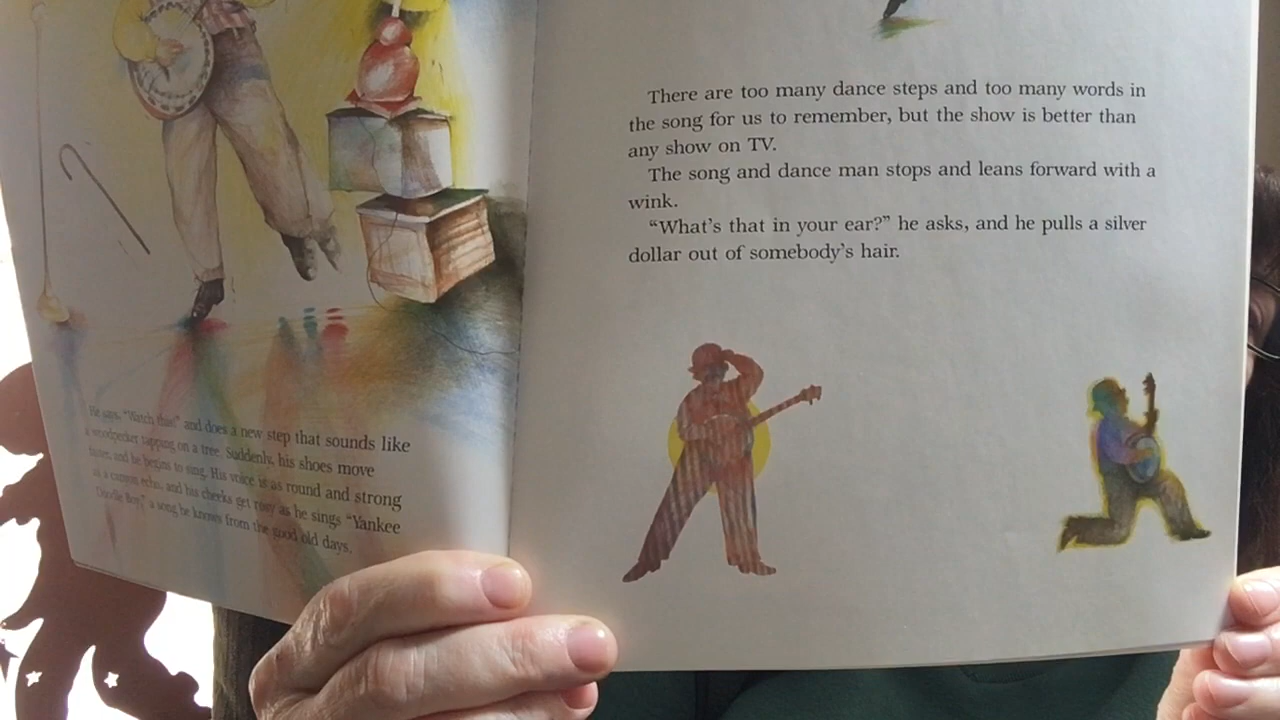 He says, "Watch this!" and does a new step that sounds like
a woodpecker tapping on a tree. Suddenly, his shoes move
faster, and he begins to sing. His voice is as round and strong
as a canyon echo, and his cheeks get rosy as he sings "Yankee
Doodle Boy," a song he knows from the good old days.
There are too many dance steps and too many words in
the song for us to remember, but the show is better than
any show on TV.
The song and dance man stops and leans forward with a
wink.
“What’s that in your ear?” he asks, and he pulls a silver
dollar out of somebody’s hair.